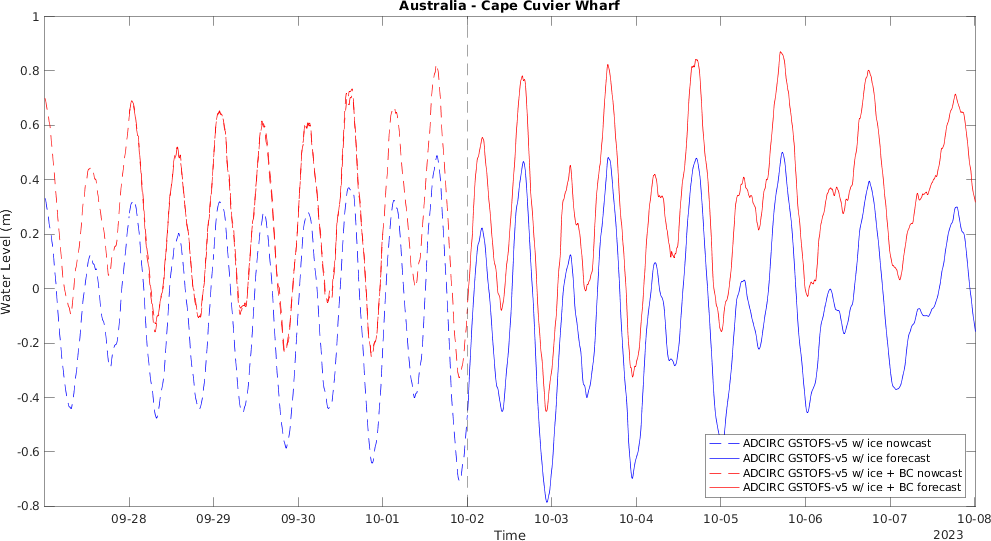 Australia - Cape Cuvier Wharf
1
0.8
0.6
0.4
0.2
0
-0.2
-0.4
-0.6
-0.8
Water Level (m)
ADCIRC GSTOFS-v5 w/ ice nowcast
ADCIRC GSTOFS-v5 w/ ice forecast
ADCIRC GSTOFS-v5 w/ ice + BC nowcast
ADCIRC GSTOFS-v5 w/ ice + BC forecast
09-28 09-29 09-30 10-01 10-02 10-03 10-04 10-05 10-06 10-07 10-08
Time
2023